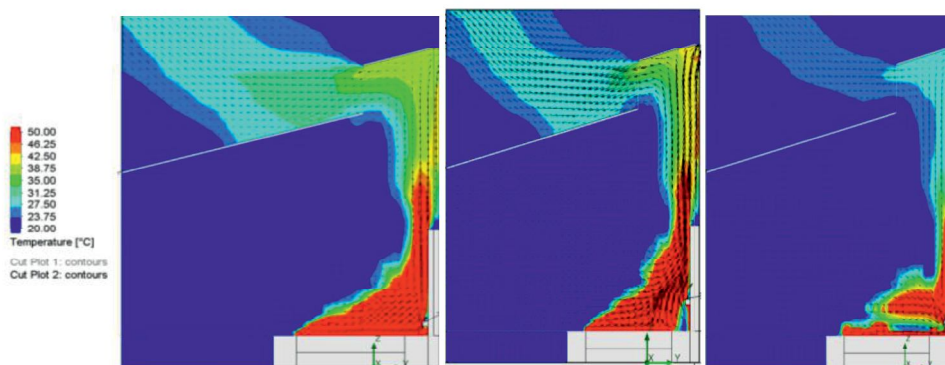 50.00
46.25
42.50
38.75
35.00
31.25
27.50
23.75
20.00
Temperature [°C]
Cut Plot 1: contours
Cut Plot 2: contours
Z
X Y
X Y
Z
X Y